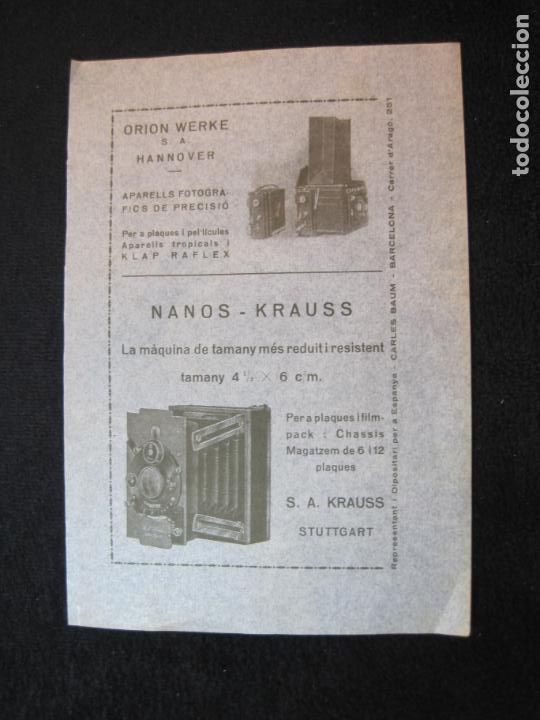 ORION WERKE
S A
HANNOVER
APARELLS FOTOGRA-
FICS DE PRECISIÓ
Per a plaques i pel·lícules
Aparells tropicals i
KLAP RAFLEX
NANOS - KRAUSS
La màquina de tamany més reduit i resistent
tamany 4 ½ × 6 c/m.
Per a plaques i film-
pack : Chassis
Magatzem de 6 i 12
plaques
S. A. KRAUSS
STUTTGART
Representant i Dipositari per a Espanya - CARLES BAUM - BARCELONA - Carrer d'Aragó, 281
todocoleccion